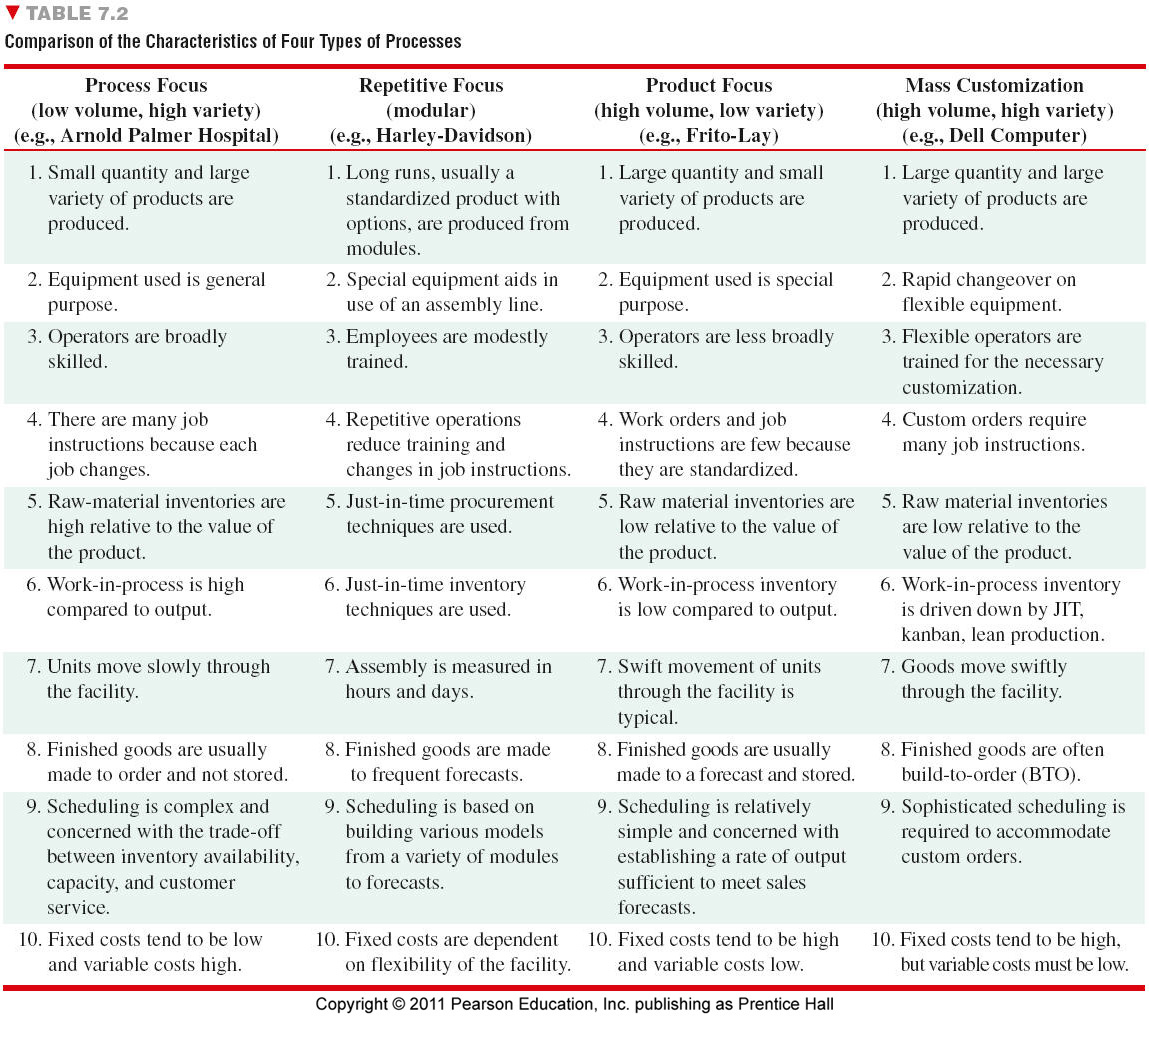 ▼ TABLE 7.2
Comparison of the Characteristics of Four Types of Processes
Process Focus
(low volume, high variety)
(e.g., Arnold Palmer Hospital)
Repetitive Focus
(modular)
(e.g., Harley-Davidson)
Product Focus
(high volume, low variety)
(e.g., Frito-Lay)
Mass Customization
(high volume, high variety)
(e.g., Dell Computer)
1. Small quantity and large
variety of products are
produced.
1. Long runs, usually a
standardized product with
options, are produced from
modules.
1. Large quantity and small
variety of products are
produced.
1. Large quantity and large
variety of products are
produced.
2. Equipment used is general
purpose.
2. Special equipment aids in
use of an assembly line.
2. Equipment used is special
purpose.
2. Rapid changeover on
flexible equipment.
3. Operators are broadly
skilled.
3. Employees are modestly
trained.
3. Operators are less broadly
skilled.
3. Flexible operators are
trained for the necessary
customization.
4. There are many job
instructions because each
job changes.
4. Repetitive operations
reduce training and
changes in job instructions.
4. Work orders and job
instructions are few because
they are standardized.
4. Custom orders require
many job instructions.
5. Raw-material inventories are
high relative to the value of
the product.
5. Just-in-time procurement
techniques are used.
5. Raw material inventories are
low relative to the value of
the product.
5. Raw material inventories
are low relative to the
value of the product.
6. Work-in-process is high
compared to output.
6. Just-in-time inventory
techniques are used.
6. Work-in-process inventory
is low compared to output.
6. Work-in-process inventory
is driven down by JIT,
kanban, lean production.
7. Units move slowly through
the facility.
7. Assembly is measured in
hours and days.
7. Swift movement of units
through the facility is
typical.
7. Goods move swiftly
through the facility.
8. Finished goods are usually
made to order and not stored.
8. Finished goods are made
to frequent forecasts.
8. Finished goods are usually
made to a forecast and stored.
8. Finished goods are often
build-to-order (BTO).
9. Scheduling is complex and
concerned with the trade-off
between inventory availability,
capacity, and customer
service.
9. Scheduling is based on
building various models
from a variety of modules
to forecasts.
9. Scheduling is relatively
simple and concerned with
establishing a rate of output
sufficient to meet sales
forecasts.
9. Sophisticated scheduling is
required to accommodate
custom orders.
10. Fixed costs tend to be low
and variable costs high.
10. Fixed costs are dependent
on flexibility of the facility.
10. Fixed costs tend to be high
and variable costs low.
10. Fixed costs tend to be high,
but variable costs must be low.
Copyright © 2011 Pearson Education, Inc. publishing as Prentice Hall